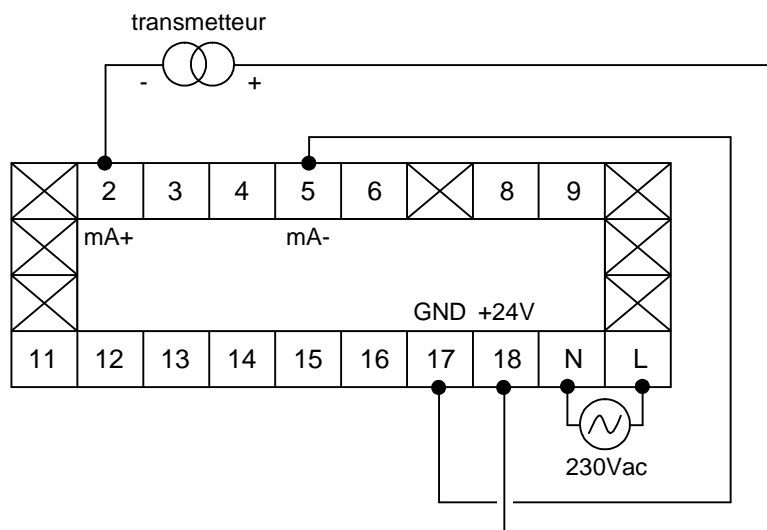 transmetteur
- +
2 3 4 5 6 8 9
mA+ mA-
GND +24V
11 12 13 14 15 16 17 18 N L
230Vac